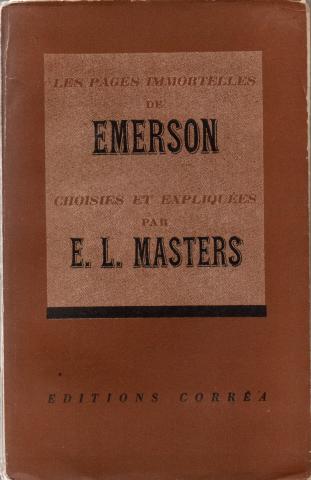 LES PAGES IMMORTELLES
DE
EMERSON
CHOISIES ET EXPLIQUÉES
PAR
E. L. MASTERS
EDITIONS CORRÊA